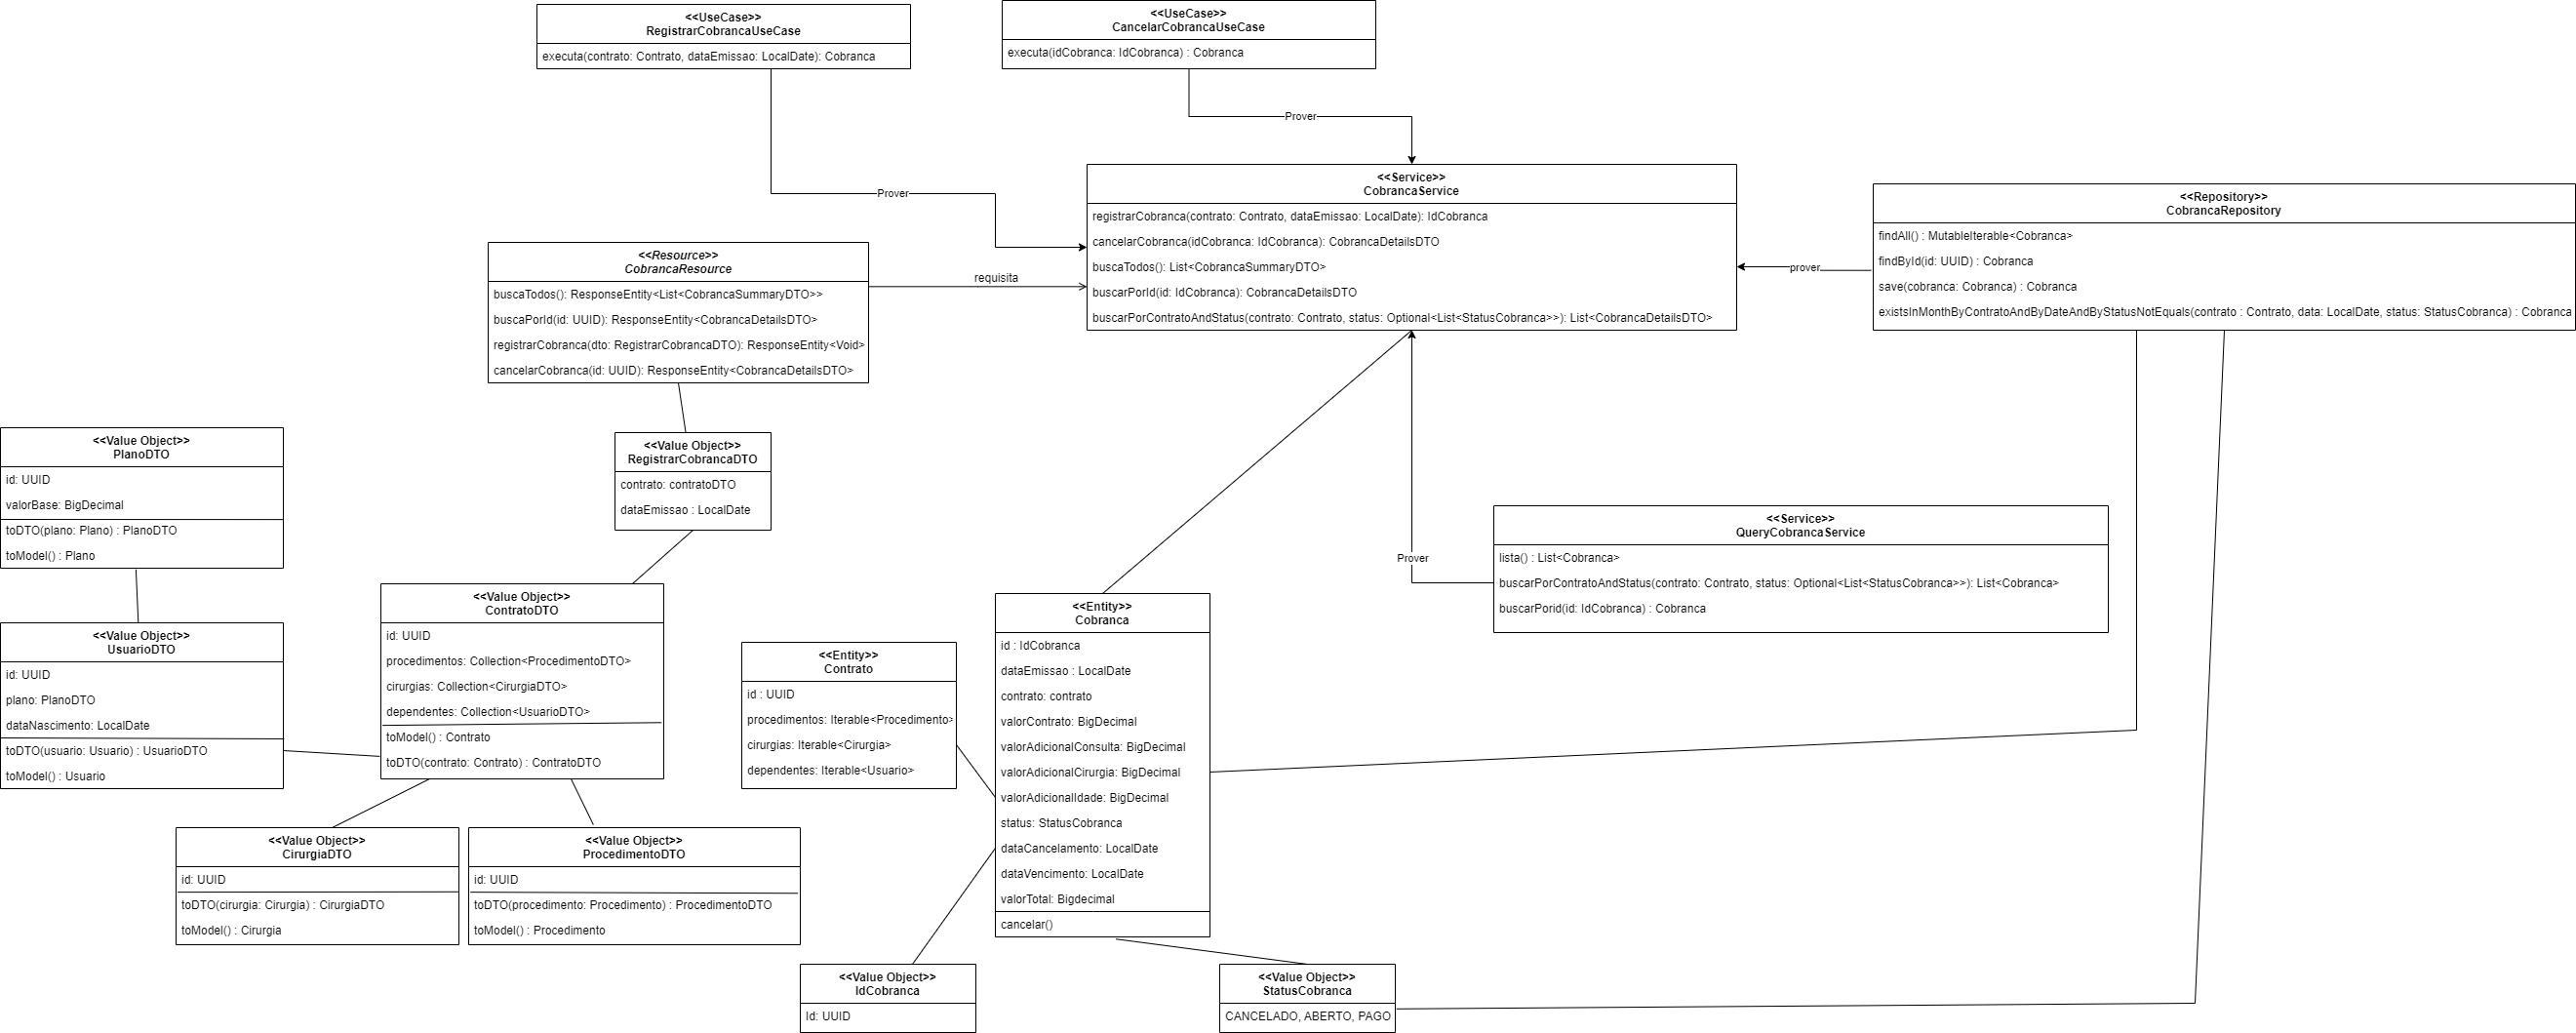 <<UseCase>>
RegistrarCobrancaUseCase
executa(contrato: Contrato, dataEmissao: LocalDate): Cobranca
<<UseCase>>
CancelarCobrancaUseCase
executa(idCobranca: IdCobranca) : Cobranca
Prover
Prover
<<Service>>
CobrancaService
registrarCobranca(contrato: Contrato, dataEmissao: LocalDate): IdCobranca
cancelarCobranca(idCobranca: IdCobranca): CobrancaDetailsDTO
buscaTodos(): List<CobrancaSummaryDTO>
buscarPorId(id: IdCobranca): CobrancaDetailsDTO
buscarPorContratoAndStatus(contrato: Contrato, status: Optional<List<StatusCobranca>>): List<CobrancaDetailsDTO>
<<Repository>>
CobrancaRepository
findAll() : MutableIterable<Cobranca>
findById(id: UUID) : Cobranca
save(cobranca: Cobranca) : Cobranca
existsInMonthByContratoAndByDateAndByStatusNotEquals(contrato : Contrato, data: LocalDate, status: StatusCobranca) : Cobranca
prover
<<Resource>>
CobrancaResource
buscaTodos(): ResponseEntity<List<CobrancaSummaryDTO>>
buscaPorId(id: UUID): ResponseEntity<CobrancaDetailsDTO>
registrarCobranca(dto: RegistrarCobrancaDTO): ResponseEntity<Void>
cancelarCobranca(id: UUID): ResponseEntity<CobrancaDetailsDTO>
requisita
<<Value Object>>
PlanoDTO
id: UUID
valorBase: BigDecimal
toDTO(plano: Plano) : PlanoDTO
toModel() : Plano
<<Value Object>>
RegistrarCobrancaDTO
contrato: contratoDTO
dataEmissao : LocalDate
<<Service>>
QueryCobrancaService
lista() : List<Cobranca>
buscarPorContratoAndStatus(contrato: Contrato, status: Optional<List<StatusCobranca>>): List<Cobranca>
buscarPorid(id: IdCobranca) : Cobranca
Prover
<<Value Object>>
UsuarioDTO
id: UUID
plano: PlanoDTO
dataNascimento: LocalDate
toDTO(usuario: Usuario) : UsuarioDTO
toModel() : Usuario
<<Value Object>>
ContratoDTO
id: UUID
procedimentos: Collection<ProcedimentoDTO>
cirurgias: Collection<CirurgiaDTO>
dependentes: Collection<UsuarioDTO>
toModel() : Contrato
toDTO(contrato: Contrato) : ContratoDTO
<<Entity>>
Contrato
id : UUID
procedimentos: Iterable<Procedimento>
cirurgias: Iterable<Cirurgia>
dependentes: Iterable<Usuario>
<<Entity>>
Cobranca
id : IdCobranca
dataEmissao : LocalDate
contrato: contrato
valorContrato: BigDecimal
valorAdicionalConsulta: BigDecimal
valorAdicionalCirurgia: BigDecimal
valorAdicionalIdade: BigDecimal
status: StatusCobranca
dataCancelamento: LocalDate
dataVencimento: LocalDate
valorTotal: Bigdecimal
cancelar()
<<Value Object>>
CirurgiaDTO
id: UUID
toDTO(cirurgia: Cirurgia) : CirurgiaDTO
toModel() : Cirurgia
<<Value Object>>
ProcedimentoDTO
id: UUID
toDTO(procedimento: Procedimento) : ProcedimentoDTO
toModel() : Procedimento
<<Value Object>>
IdCobranca
Id: UUID
<<Value Object>>
StatusCobranca
CANCELADO, ABERTO, PAGO